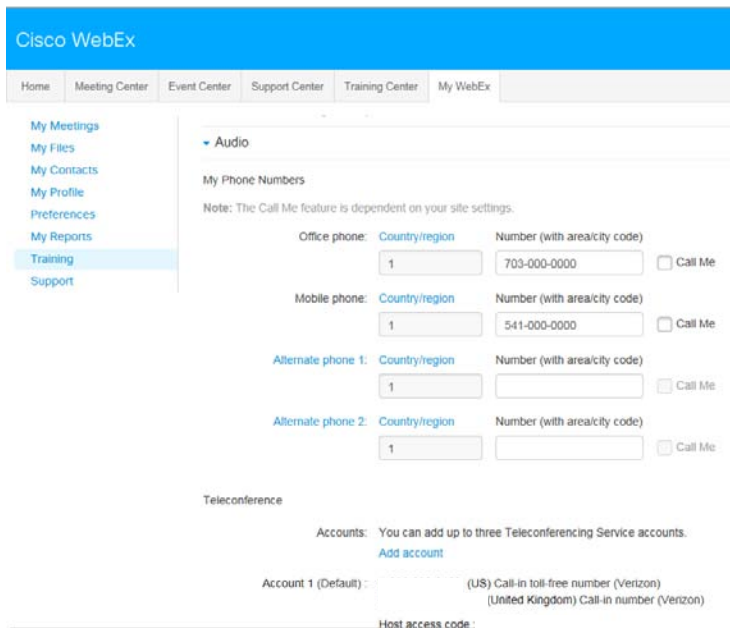 Cisco WebEx
Home Meeting Center Event Center Support Center Training Center My WebEx
My Meetings
My Files
My Contacts
My Profile
Preferences
My Reports
Training
Support
Audio
My Phone Numbers
Note: The Call Me feature is dependent on your site settings.
Office phone: Country/region Number (with area/city code)
1 703-000-0000 Call Me
Mobile phone: Country/region Number (with area/city code)
1 541-000-0000 Call Me
Alternate phone 1: Country/region Number (with area/city code)
1 Call Me
Alternate phone 2: Country/region Number (with area/city code)
1 Call Me
Teleconference
Accounts: You can add up to three Teleconferencing Service accounts.
Add account
Account 1 (Default) : (US) Call-in toll-free number (Verizon)
(United Kingdom) Call-in number (Verizon)
Host access code :